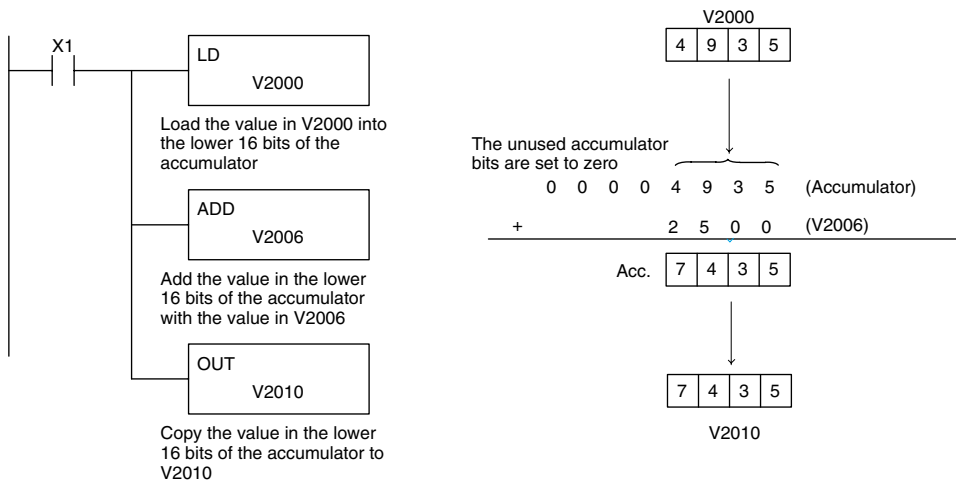 X1
LD
V2000
Load the value in V2000 into
the lower 16 bits of the
accumulator
ADD
V2006
Add the value in the lower
16 bits of the accumulator
with the value in V2006
OUT
V2010
Copy the value in the lower
16 bits of the accumulator to
V2010
V2000
4 9 3 5
The unused accumulator
bits are set to zero
0 0 0 0 4 9 3 5 (Accumulator)
+ 2 5 0 0 (V2006)
Acc. 7 4 3 5
7 4 3 5
V2010